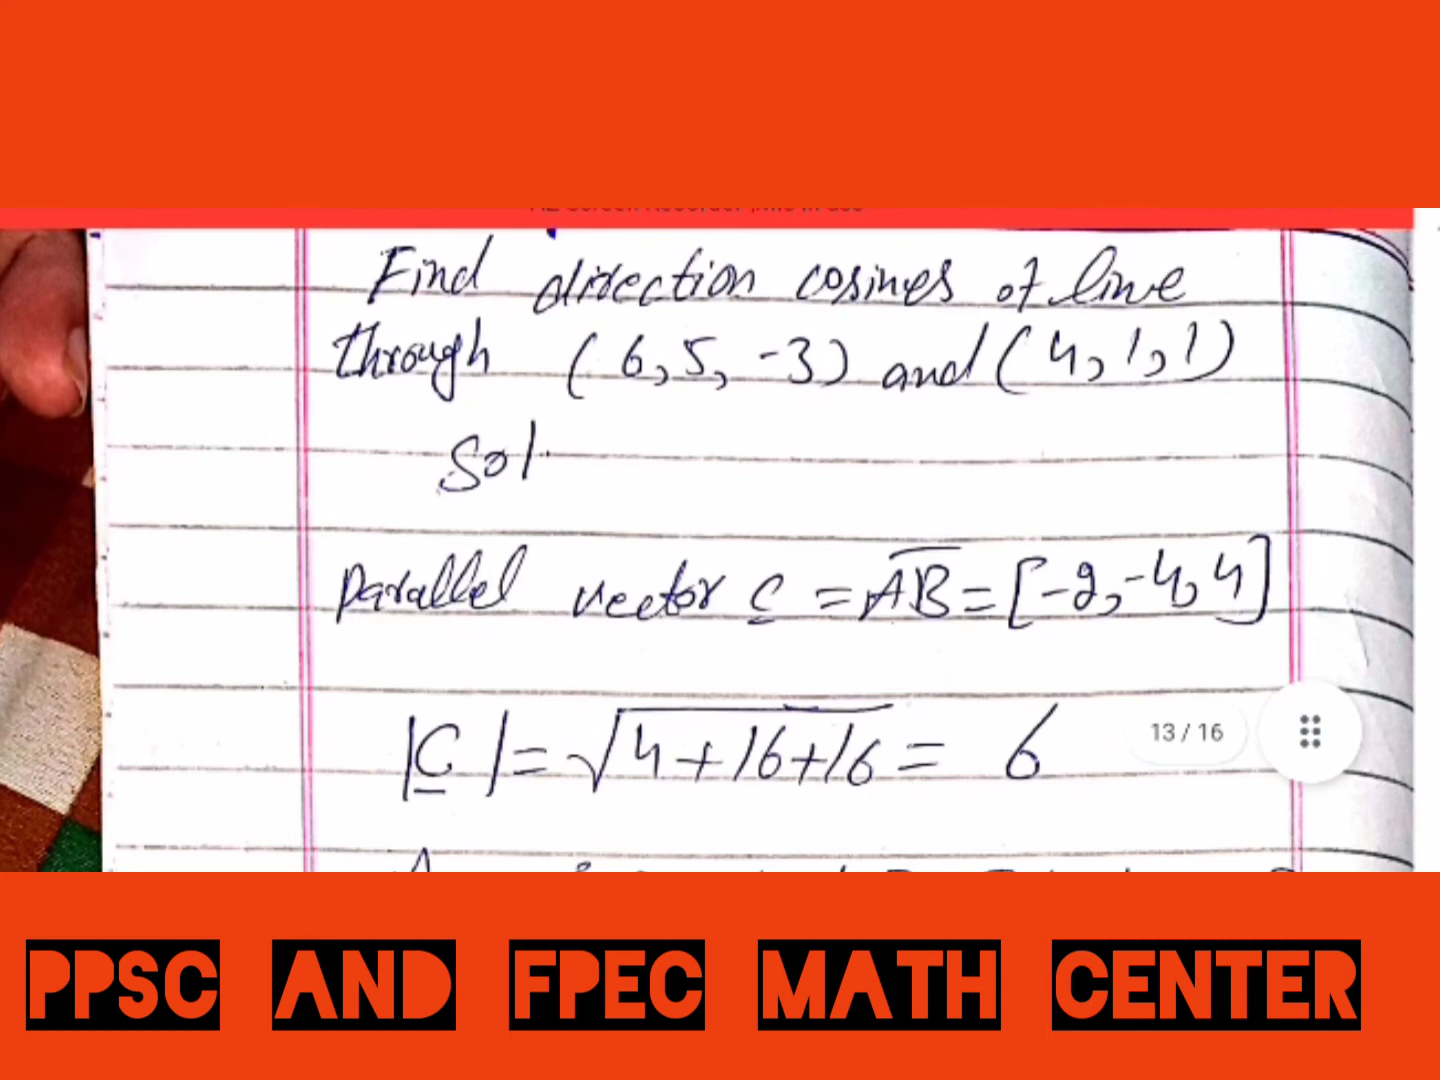 Find direction cosines of line
through (6, 5, -3) and (4, 1, 1)
Sol.
Parallel vector c = AB = [-2, -4, 4]
|c| = √4+16+16 = 6
13 / 16
PPSC AND FPEC MATH CENTER